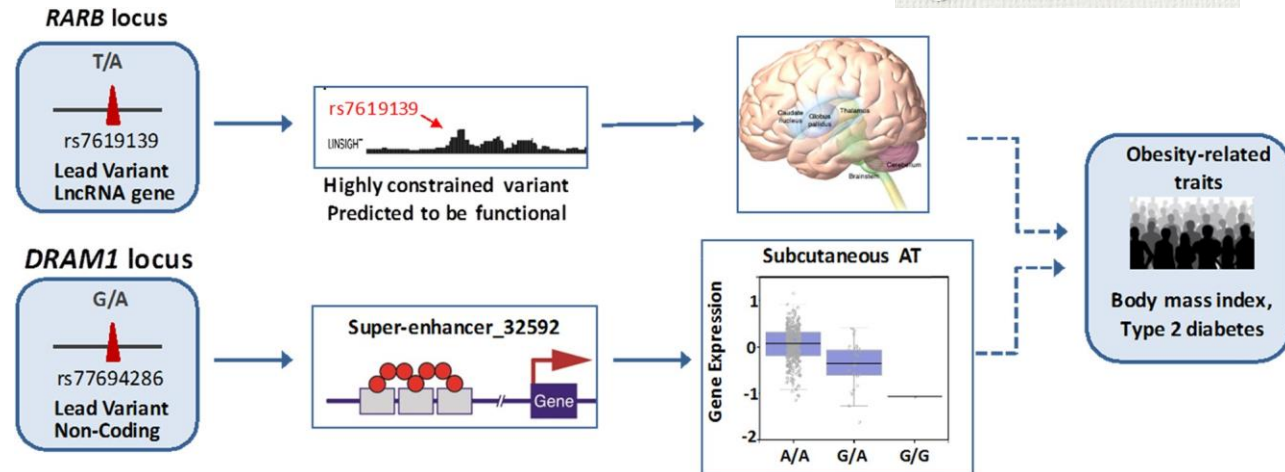 RARB locus
T/A
rs7619139
Lead Variant
LncRNA gene
rs7619139
LINSIGHT
Highly constrained variant
Predicted to be functional
Caudate
nucleus
Globus
pallidus
Thalamus
Cerebellum
Brainstem
DRAM1 locus
G/A
rs77694286
Lead Variant
Non-Coding
Super-enhancer_32592
Gene
Subcutaneous AT
Gene Expression
1
0
-1
-2
A/A G/A G/G
Obesity-related
traits
Body mass index,
Type 2 diabetes